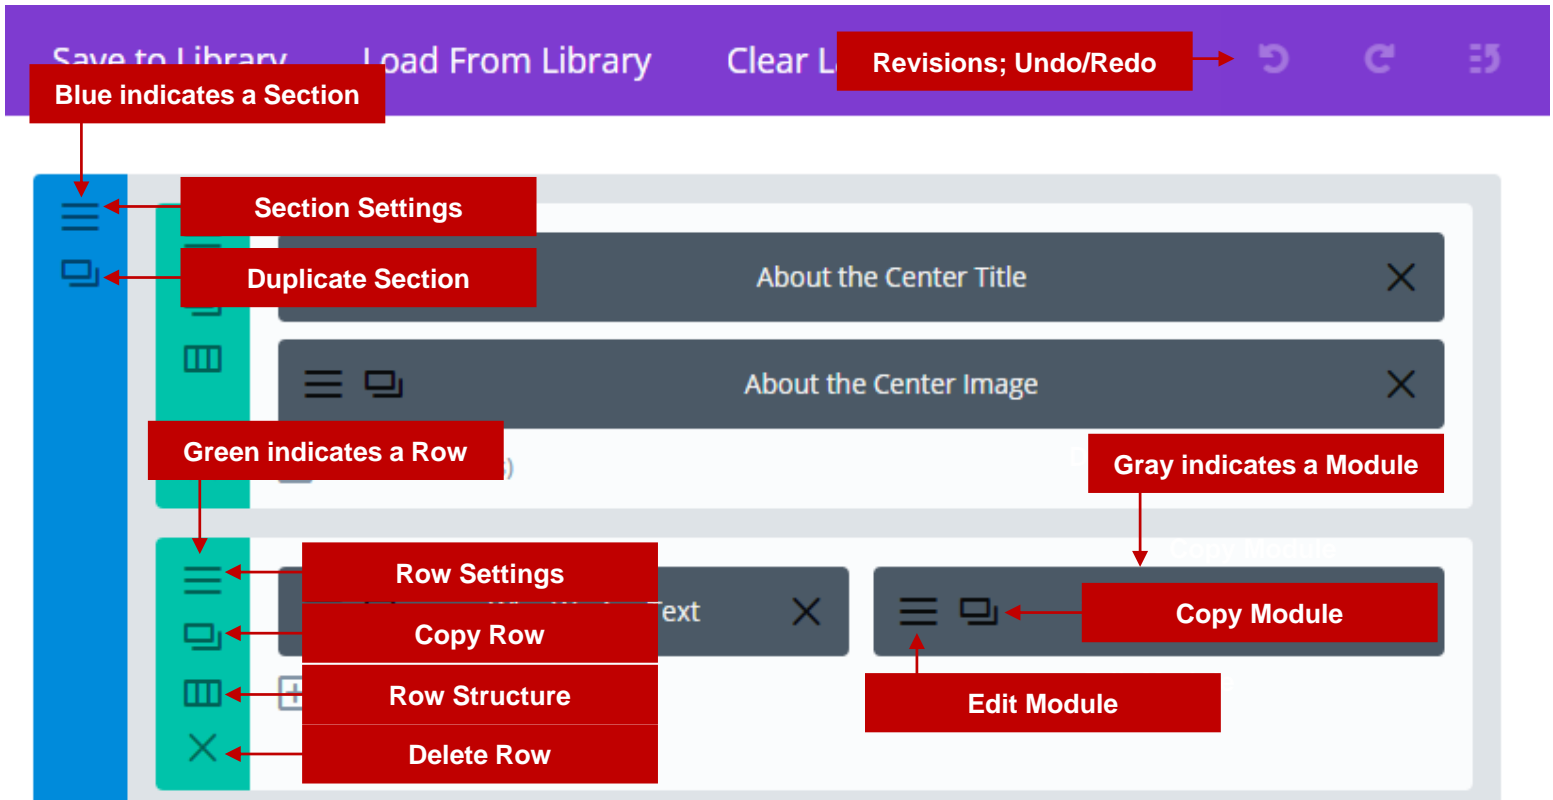 Save to Library
Load From Library
Clear
Revisions; Undo/Redo
Blue indicates a Section
Section Settings
Duplicate Section
About the Center Title
About the Center Image
Green indicates a Row
Gray indicates a Module
Row Settings
Text
Copy Row
Copy Module
Row Structure
Edit Module
Delete Row